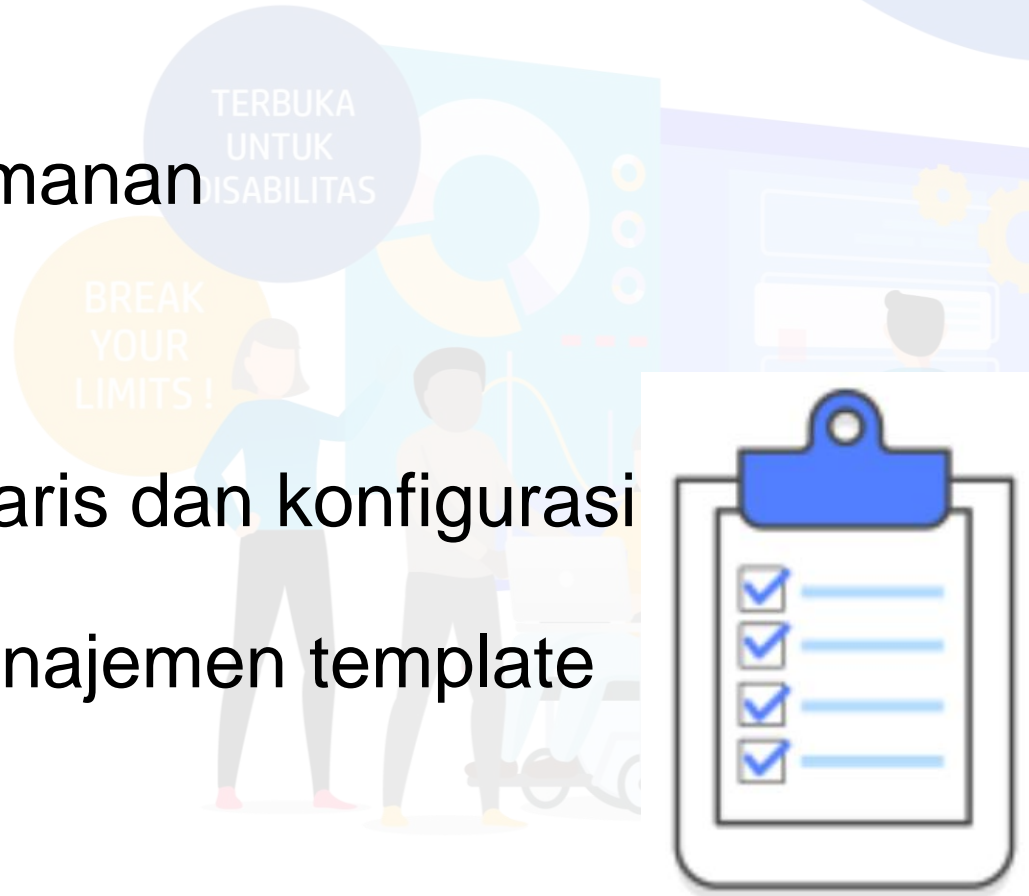 TERBUKA
UNTUK
DISABILITAS
manan
BREAK
YOUR
LIMITS !
aris dan konfigurasi
najemen template